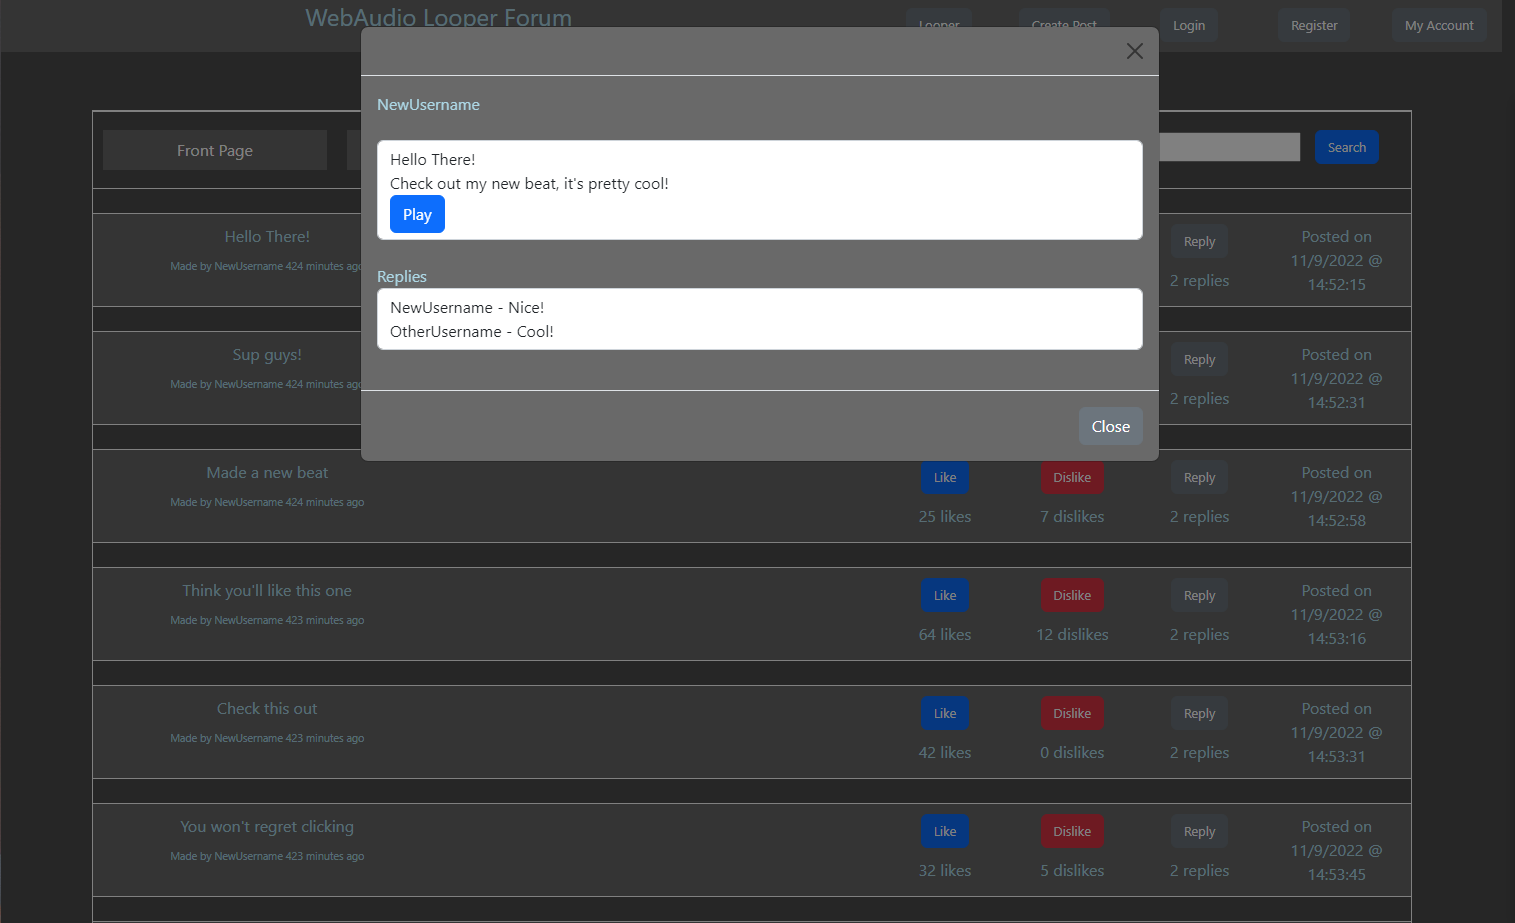 WebAudio Looper Forum
Looper
Create Post
Login
Register
My Account
NewUsername
Hello There!
Check out my new beat, it's pretty cool!
Play
Replies
NewUsername - Nice!
OtherUsername - Cool!
Close
Front Page
Search
Hello There!
Made by NewUsername 424 minutes ago
Reply
2 replies
Posted on
11/9/2022 @
14:52:15
Sup guys!
Made by NewUsername 424 minutes ago
Reply
2 replies
Posted on
11/9/2022 @
14:52:31
Made a new beat
Made by NewUsername 424 minutes ago
Like
25 likes
Dislike
7 dislikes
Reply
2 replies
Posted on
11/9/2022 @
14:52:58
Think you'll like this one
Made by NewUsername 423 minutes ago
Like
64 likes
Dislike
12 dislikes
Reply
2 replies
Posted on
11/9/2022 @
14:53:16
Check this out
Made by NewUsername 423 minutes ago
Like
42 likes
Dislike
0 dislikes
Reply
2 replies
Posted on
11/9/2022 @
14:53:31
You won't regret clicking
Made by NewUsername 423 minutes ago
Like
32 likes
Dislike
5 dislikes
Reply
2 replies
Posted on
11/9/2022 @
14:53:45